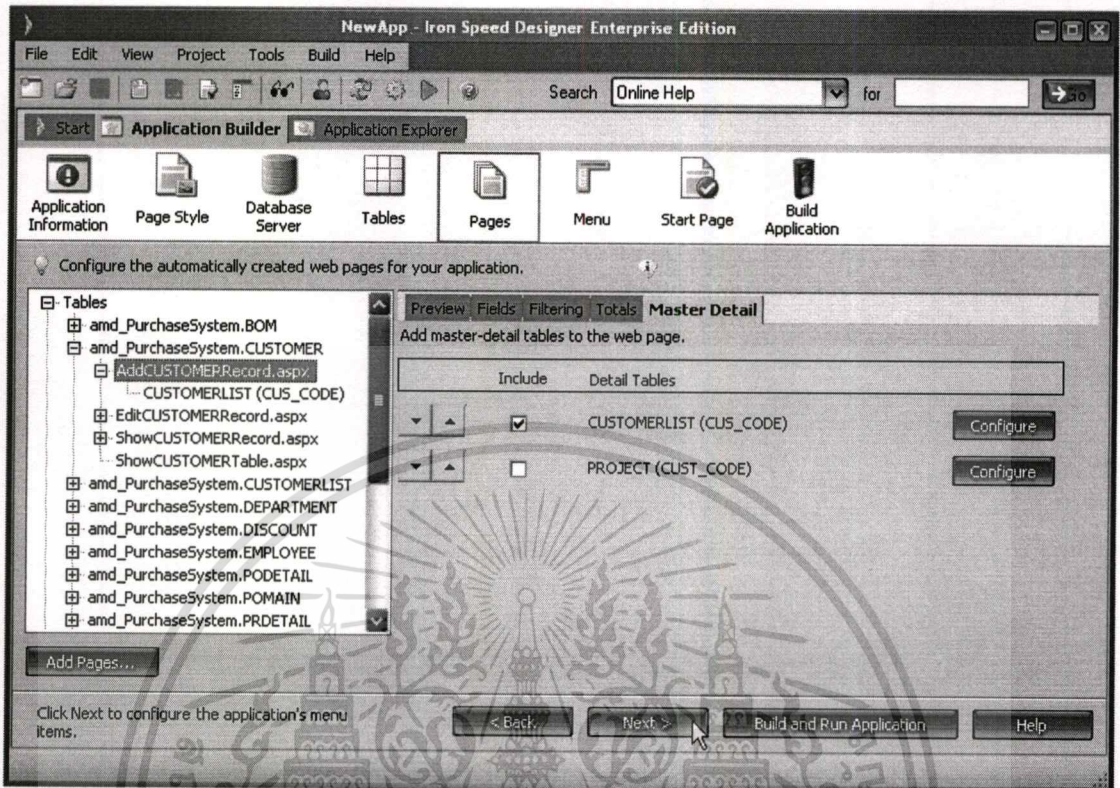 NewApp - Iron Speed Designer Enterprise Edition
File Edit View Project Tools Build Help
Search Online Help for Go
Start Application Builder Application Explorer
Application Information Page Style Database Server Tables Pages Menu Start Page Build Application
Configure the automatically created web pages for your application.
Tables
amd_PurchaseSystem.BOM
amd_PurchaseSystem.CUSTOMER
AddCUSTOMERRecord.aspx
CUSTOMERLIST (CUS_CODE)
EditCUSTOMERRecord.aspx
ShowCUSTOMERRecord.aspx
ShowCUSTOMERTable.aspx
amd_PurchaseSystem.CUSTOMERLIST
amd_PurchaseSystem.DEPARTMENT
amd_PurchaseSystem.DISCOUNT
amd_PurchaseSystem.EMPLOYEE
amd_PurchaseSystem.PODETAIL
amd_PurchaseSystem.POMAIN
amd_PurchaseSystem.PRDETAIL
Add Pages...
Preview Fields Filtering Totals Master Detail
Add master-detail tables to the web page.
Include Detail Tables
CUSTOMERLIST (CUS_CODE) Configure
PROJECT (CUST_CODE) Configure
Click Next to configure the application's menu items.
< Back Next > Build and Run Application Help